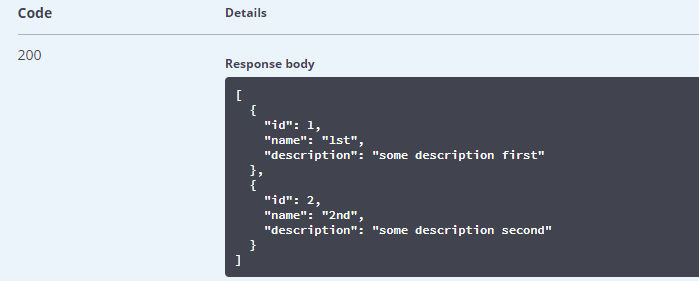 Code Details
200
Response body
[
  {
    "id": 1,
    "name": "1st",
    "description": "some description first"
  },
  {
    "id": 2,
    "name": "2nd",
    "description": "some description second"
  }
]